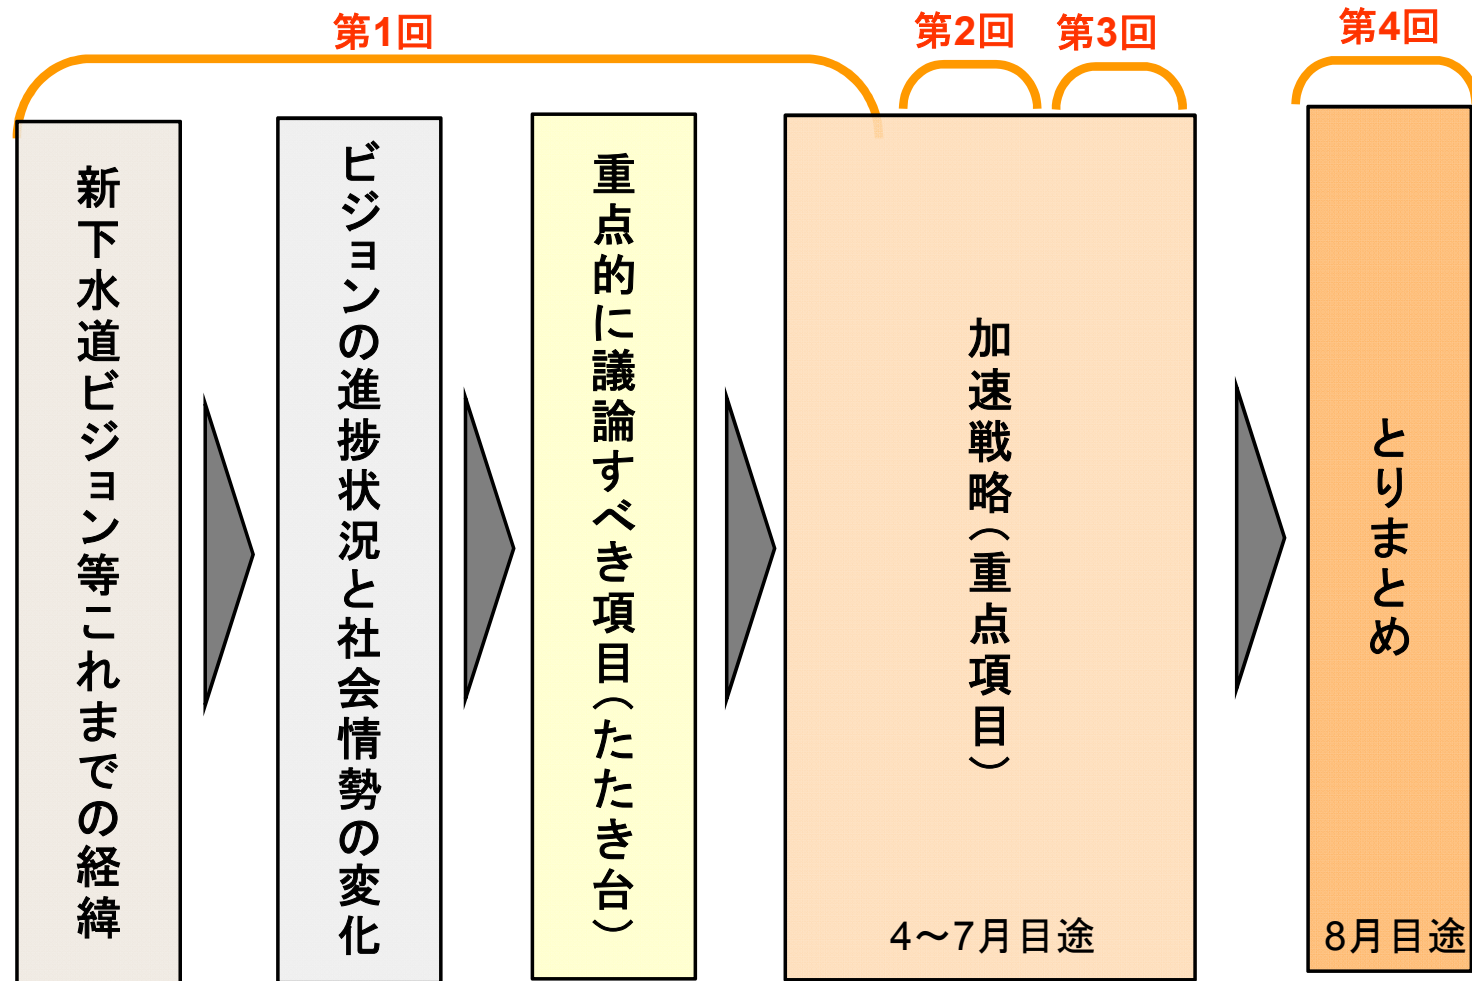 第1回
第2回
第3回
第4回
新下水道ビジョン等これまでの経緯
ビジョンの進捗状況と社会情勢の変化
重点的に議論すべき項目(たたき台)
加速戦略(重点項目)
4～7月目途
とりまとめ
8月目途